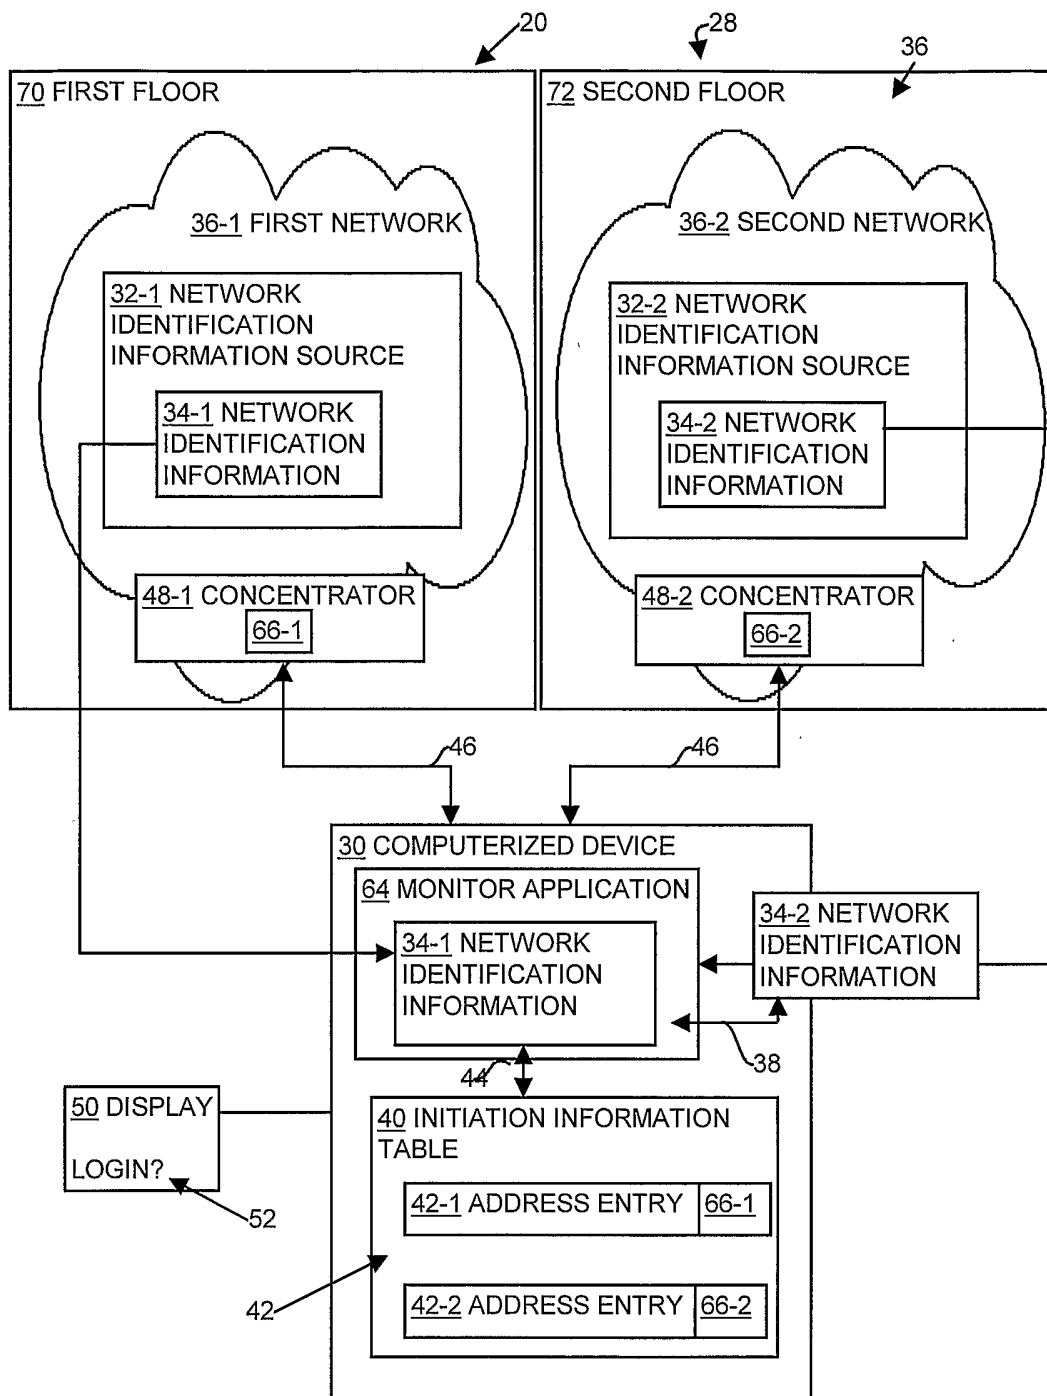 20
28
36
70 FIRST FLOOR
72 SECOND FLOOR
36-1 FIRST NETWORK
36-2 SECOND NETWORK
32-1 NETWORK
IDENTIFICATION
INFORMATION SOURCE
32-2 NETWORK
IDENTIFICATION
INFORMATION SOURCE
34-1 NETWORK
IDENTIFICATION
INFORMATION
34-2 NETWORK
IDENTIFICATION
INFORMATION
48-1 CONCENTRATOR
66-1
48-2 CONCENTRATOR
66-2
46
46
30 COMPUTERIZED DEVICE
64 MONITOR APPLICATION
34-1 NETWORK
IDENTIFICATION
INFORMATION
34-2 NETWORK
IDENTIFICATION
INFORMATION
38
44
50 DISPLAY
LOGIN?
52
40 INITIATION INFORMATION
TABLE
42-1 ADDRESS ENTRY 66-1
42
42-2 ADDRESS ENTRY 66-2